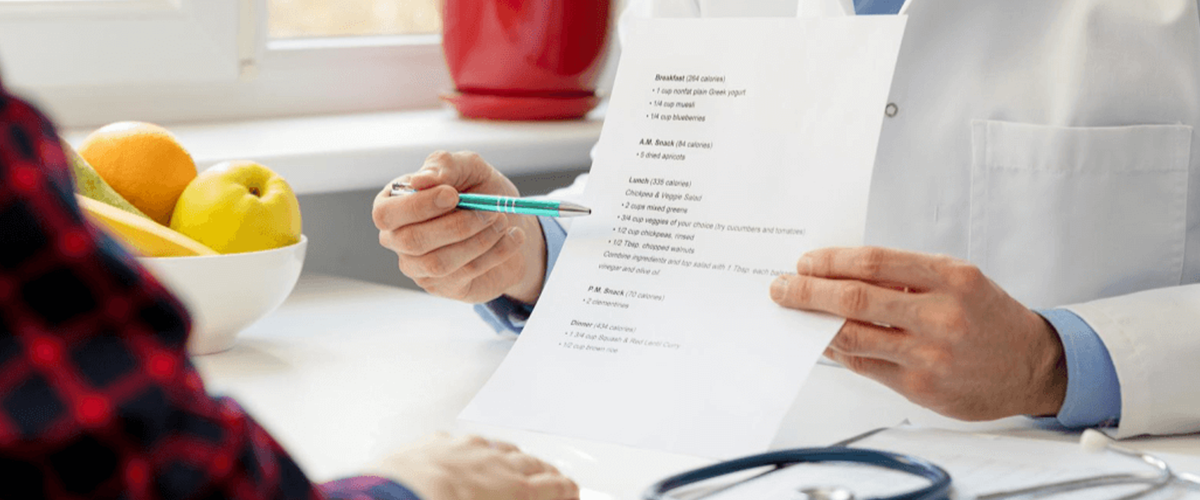 Breakfast (264 calories)
• 1 cup nonfat plain Greek yogurt
• 1/4 cup muesli
• 1/4 cup blueberries
A.M. Snack (84 calories)
• 5 dried apricots
Lunch (335 calories)
Chickpea & Veggie Salad
• 2 cups mixed greens
• 3/4 cup veggies of your choice (try cucumbers and tomatoes)
• 1/2 cup chickpeas, rinsed
• 1/2 Tbsp. chopped walnuts
Combine ingredients and top salad with 1 Tbsp. each
vinegar and olive oil
P.M. Snack (70 calories)
• 2 clementines
Dinner (434 calories)
• 1 3/4 cup Squash & Red Lentil Curry
• 1/2 cup brown rice